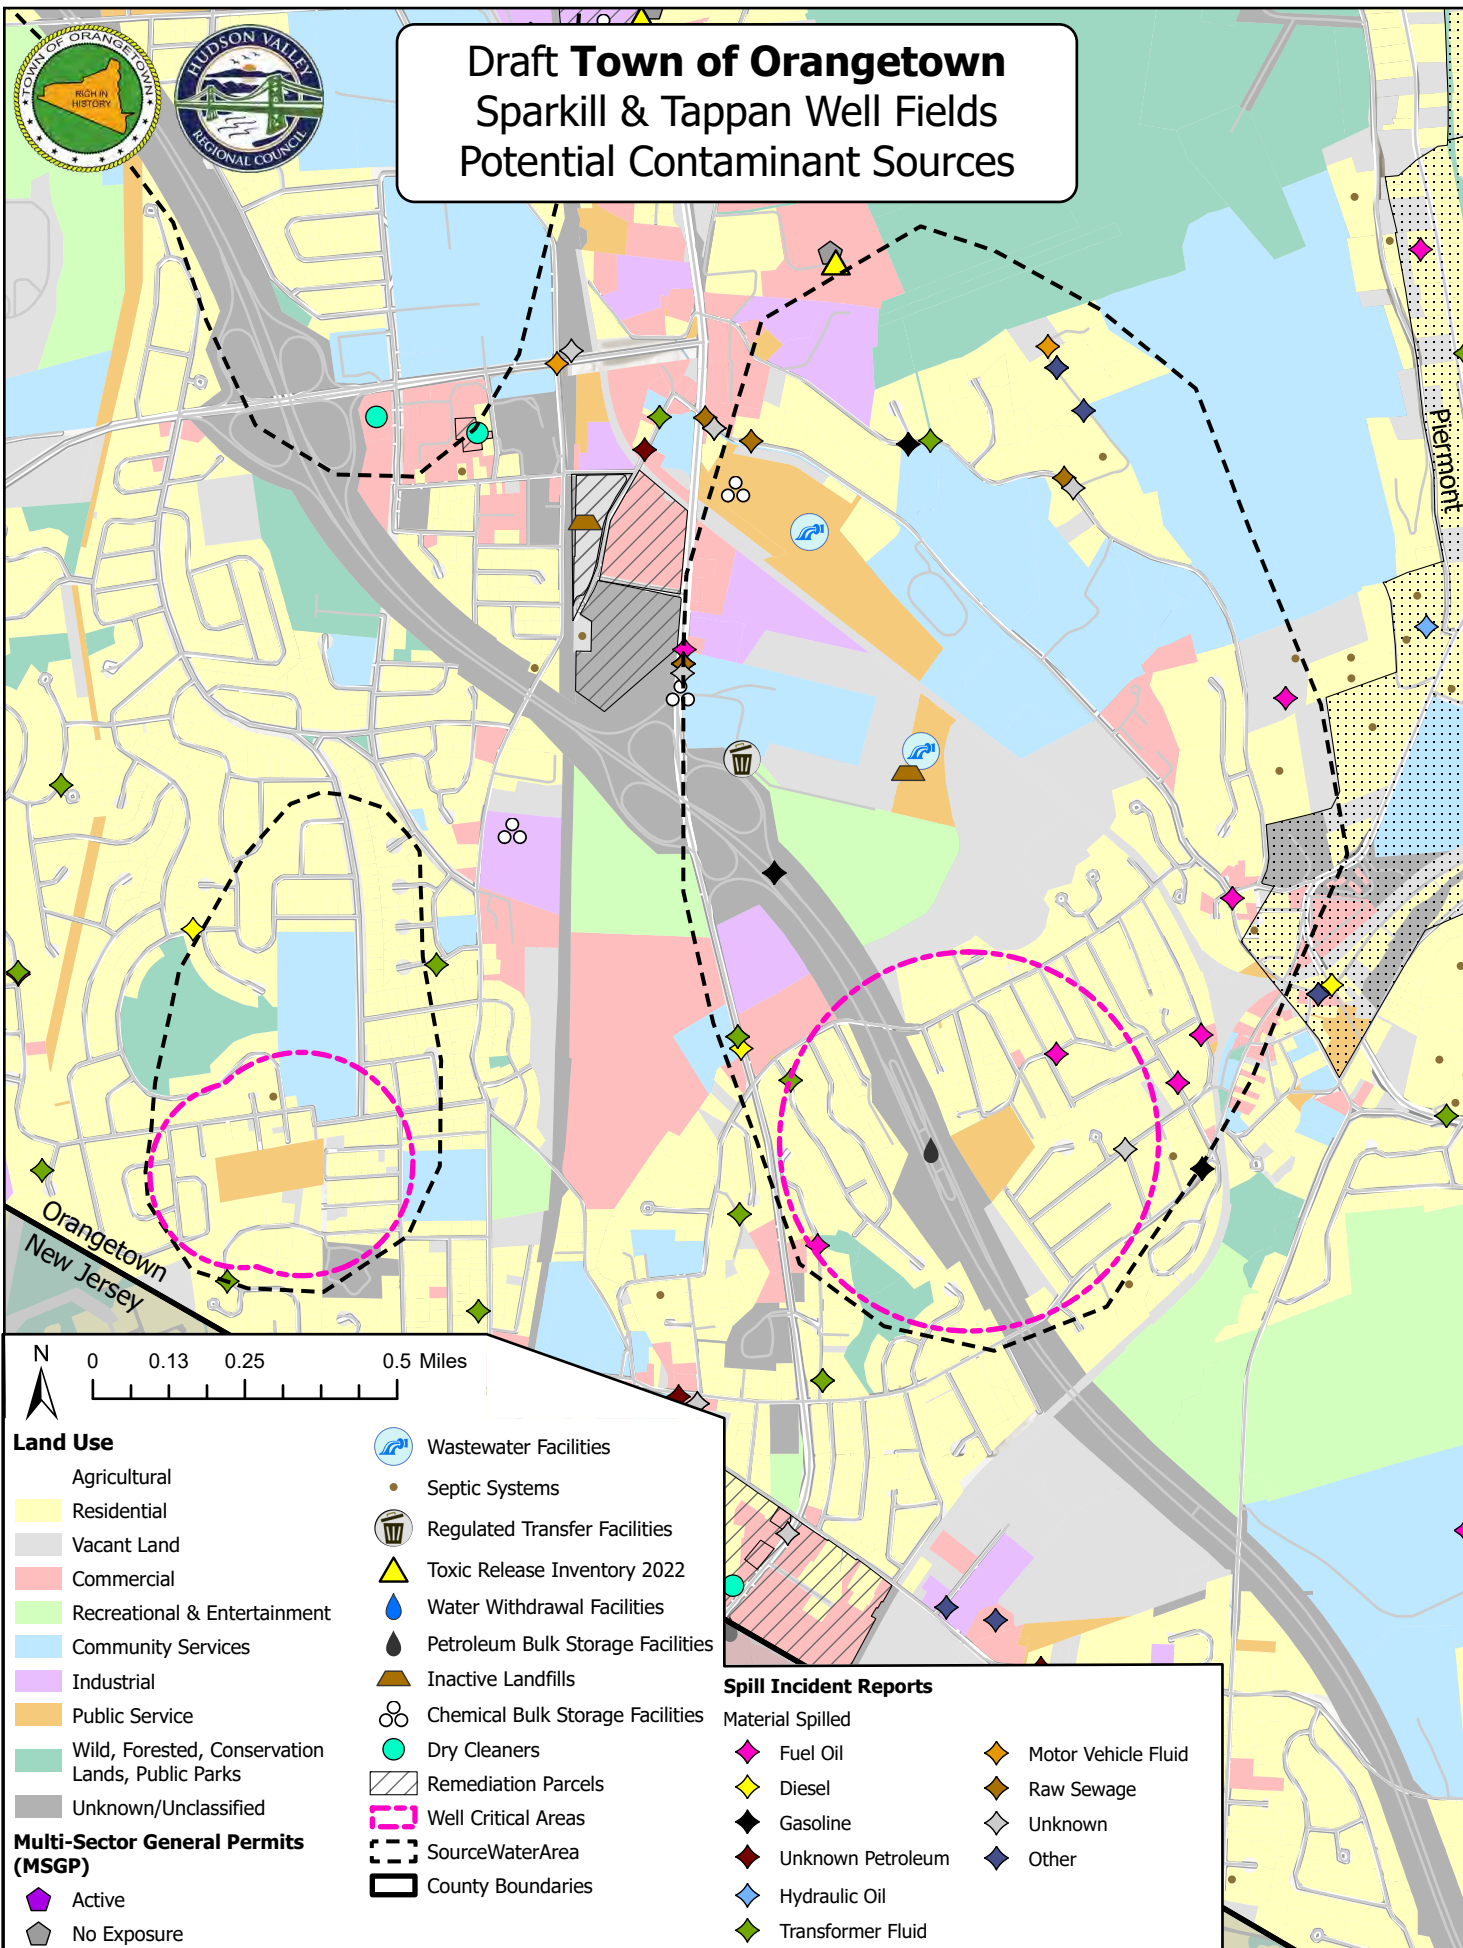 TOWN OF ORANGETOWN
RICH IN
HISTORY
HUDSON VALLEY
REGIONAL COUNCIL
Draft Town of Orangetown
Sparkill & Tappan Well Fields
Potential Contaminant Sources
Piermont
Orangetown
New Jersey
N
0 0.13 0.25 0.5 Miles
Land Use
Agricultural
Residential
Vacant Land
Commercial
Recreational & Entertainment
Community Services
Industrial
Public Service
Wild, Forested, Conservation
Lands, Public Parks
Unknown/Unclassified
Multi-Sector General Permits
(MSGP)
Active
No Exposure
Wastewater Facilities
Septic Systems
Regulated Transfer Facilities
Toxic Release Inventory 2022
Water Withdrawal Facilities
Petroleum Bulk Storage Facilities
Inactive Landfills
Chemical Bulk Storage Facilities
Dry Cleaners
Remediation Parcels
Well Critical Areas
SourceWaterArea
County Boundaries
Spill Incident Reports
Material Spilled
Fuel Oil
Diesel
Gasoline
Unknown Petroleum
Hydraulic Oil
Transformer Fluid
Motor Vehicle Fluid
Raw Sewage
Unknown
Other